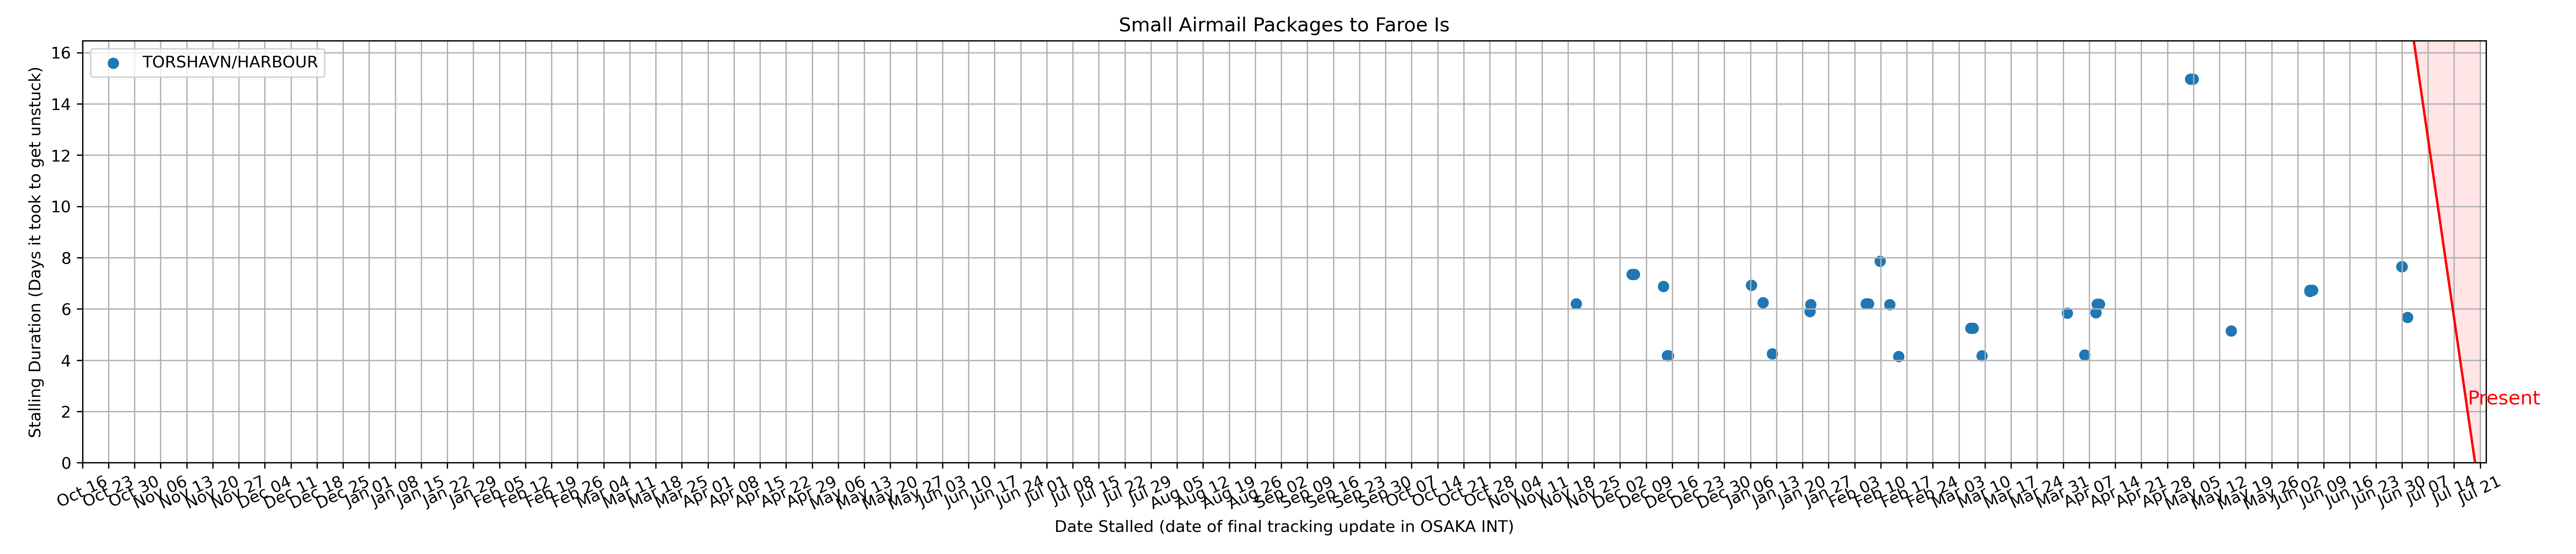 Small Airmail Packages to Faroe Is
TORSHAVN/HARBOUR
Stalling Duration (Days it took to get unstuck)
16
14
12
10
8
6
4
2
0
Present
Oct 16 Oct 23 Oct 30 Nov 06 Nov 13 Nov 20 Nov 27 Dec 04 Dec 11 Dec 18 Dec 25 Jan 01 Jan 08 Jan 15 Jan 22 Jan 29 Feb 05 Feb 12 Feb 19 Feb 26 Mar 04 Mar 11 Mar 18 Mar 25 Apr 01 Apr 08 Apr 15 Apr 22 Apr 29 May 06 May 13 May 20 May 27 Jun 03 Jun 10 Jun 17 Jun 24 Jul 01 Jul 08 Jul 15 Jul 22 Jul 29 Aug 05 Aug 12 Aug 19 Aug 26 Sep 02 Sep 09 Sep 16 Sep 23 Sep 30 Oct 07 Oct 14 Oct 21 Oct 28 Nov 04 Nov 11 Nov 18 Nov 25 Dec 02 Dec 09 Dec 16 Dec 23 Dec 30 Jan 06 Jan 13 Jan 20 Jan 27 Feb 03 Feb 10 Feb 17 Feb 24 Mar 03 Mar 10 Mar 17 Mar 24 Mar 31 Apr 07 Apr 14 Apr 21 Apr 28 May 05 May 12 May 19 May 26 Jun 02 Jun 09 Jun 16 Jun 23 Jun 30 Jul 07 Jul 14 Jul 21
Date Stalled (date of final tracking update in OSAKA INT)